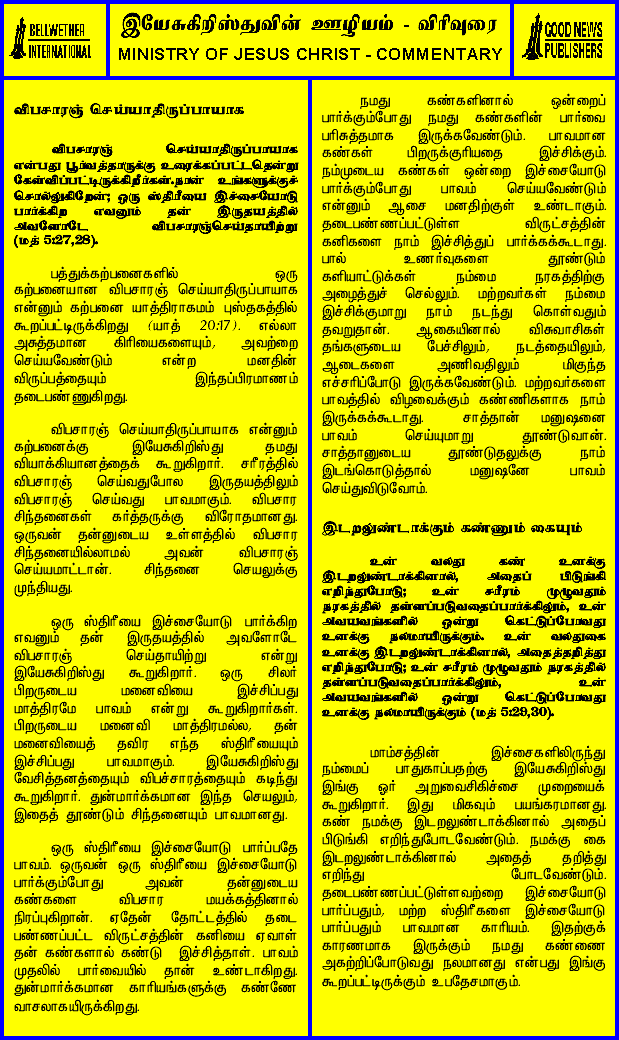 BELLWETHER
INTERNATIONAL
இயேசுகிறிஸ்துவின் ஊழியம் - விரிவுரை
MINISTRY OF JESUS CHRIST - COMMENTARY
GOOD NEWS
PUBLISHERS
விபசாரஞ் செய்யாதிருப்பாயாக
விபசாரஞ் செய்யாதிருப்பாயாக
என்பது பூர்வத்தாருக்கு உரைக்கப்பட்டதென்று
கேள்விப்பட்டிருக்கிறீர்கள்.நான் உங்களுக்குச்
சொல்லுகிறேன்; ஒரு ஸ்திரீயை இச்சையோடு
பார்க்கிற எவனும் தன் இருதயத்தில்
அவளோடே விபசாரஞ்செய்தாயிற்று
(மத் 5:27,28).
பத்துக்கற்பனைகளில் ஒரு
கற்பனையான விபசாரஞ் செய்யாதிருப்பாயாக
என்னும் கற்பனை யாத்திராகமம் புஸ்தகத்தில்
கூறப்பட்டிருக்கிறது (யாத் 20:17). எல்லா
அசுத்தமான கிரியைகளையும், அவற்றை
செய்யவேண்டும் என்ற மனதின்
விருப்பத்தையும் இந்தப்பிரமாணம்
தடைபண்ணுகிறது.
விபசாரஞ் செய்யாதிருப்பாயாக என்னும்
கற்பனைக்கு இயேசுகிறிஸ்து தமது
வியாக்கியானத்தைக் கூறுகிறார். சரீரத்தில்
விபசாரஞ் செய்வதுபோல இருதயத்திலும்
விபசாரஞ் செய்வது பாவமாகும். விபசார
சிந்தனைகள் கர்த்தருக்கு விரோதமானது.
ஒருவன் தன்னுடைய உள்ளத்தில் விபசார
சிந்தனையில்லாமல் அவன் விபசாரஞ்
செய்யமாட்டான். சிந்தனை செயலுக்கு
முந்தியது.
ஒரு ஸ்திரீயை இச்சையோடு பார்க்கிற
எவனும் தன் இருதயத்தில் அவளோடே
விபசாரஞ் செய்தாயிற்று என்று
இயேசுகிறிஸ்து கூறுகிறார். ஒரு சிலர்
பிறருடைய மனைவியை இச்சிப்பது
மாத்திரமே பாவம் என்று கூறுகிறார்கள்.
பிறருடைய மனைவி மாத்திரமல்ல, தன்
மனைவியைத் தவிர எந்த ஸ்திரீயையும்
இச்சிப்பது பாவமாகும். இயேசுகிறிஸ்து
வேசித்தனத்தையும் விபச்சாரத்தையும் கடிந்து
கூறுகிறார். துன்மார்க்கமான இந்த செயலும்,
இதைத் தூண்டும் சிந்தனையும் பாவமானது.
ஒரு ஸ்திரீயை இச்சையோடு பார்ப்பதே
பாவம். ஒருவன் ஒரு ஸ்திரீயை இச்சையோடு
பார்க்கும்போது அவன் தன்னுடைய
கண்களை விபசார மயக்கத்தினால்
நிரப்புகிறான். ஏதேன் தோட்டத்தில் தடை
பண்ணப்பட்ட விருட்சத்தின் கனியை ஏவாள்
தன் கண்களால் கண்டு இச்சித்தாள். பாவம்
முதலில் பார்வையில் தான் உண்டாகிறது.
துன்மார்க்கமான காரியங்களுக்கு கண்ணே
வாசலாகயிருக்கிறது.
நமது கண்களினால் ஒன்றைப்
பார்க்கும்போது நமது கண்களின் பார்வை
பரிசுத்தமாக இருக்கவேண்டும். பாவமான
கண்கள் பிறருக்குரியதை இச்சிக்கும்.
நம்முடைய கண்கள் ஒன்றை இச்சையோடு
பார்க்கும்போது பாவம் செய்யவேண்டும்
என்னும் ஆசை மனதிற்குள் உண்டாகும்.
தடைபண்ணப்பட்டுள்ள விருட்சத்தின்
கனிகளை நாம் இச்சித்துப் பார்க்கக்கூடாது.
பால் உணர்வுகளை தூண்டும்
களியாட்டுக்கள் நம்மை நரகத்திற்கு
அழைத்துச் செல்லும். மற்றவர்கள் நம்மை
இச்சிக்குமாறு நாம் நடந்து கொள்வதும்
தவறுதான். ஆகையினால் விசுவாசிகள்
தங்களுடைய பேச்சிலும், நடத்தையிலும்,
ஆடைகளை அணிவதிலும் மிகுந்த
எச்சரிப்போடு இருக்கவேண்டும். மற்றவர்களை
பாவத்தில் விழவைக்கும் கண்ணிகளாக நாம்
இருக்கக்கூடாது. சாத்தான் மனுஷனை
பாவம் செய்யுமாறு தூண்டுவான்.
சாத்தானுடைய தூண்டுதலுக்கு நாம்
இடங்கொடுத்தால் மனுஷனே பாவம்
செய்துவிடுவோம்.
இடறலுண்டாக்கும் கண்ணும் கையும்
உன் வலது கண் உனக்கு
இடறலுண்டாக்கினால், அதைப் பிடுங்கி
எறிந்துபோடு; உன் சரீரம் முழுவதும்
நரகத்தில் தள்ளப்படுவதைப்பார்க்கிலும், உன்
அவயவங்களில் ஒன்று கெட்டுப்போவது
உனக்கு நலமாயிருக்கும். உன் வலதுகை
உனக்கு இடறலுண்டாக்கினால், அதைத்தறித்து
எறிந்துபோடு; உன் சரீரம் முழுவதும் நரகத்தில்
தள்ளப்படுவதைப்பார்க்கிலும், உன்
அவயவங்களில் ஒன்று கெட்டுப்போவது
உனக்கு நலமாயிருக்கும் (மத் 5:29,30).
மாம்சத்தின் இச்சைகளிலிருந்து
நம்மைப் பாதுகாப்பதற்கு இயேசுகிறிஸ்து
இங்கு ஓர் அறுவைசிகிச்சை முறையைக்
கூறுகிறார். இது மிகவும் பயங்கரமானது.
கண் நமக்கு இடறலுண்டாக்கினால் அதைப்
பிடுங்கி எறிந்துபோடவேண்டும். நமக்கு கை
இடறலுண்டாக்கினால் அதைத் தறித்து
எறிந்து போடவேண்டும்.
தடைபண்ணப்பட்டுள்ளவற்றை இச்சையோடு
பார்ப்பதும், மற்ற ஸ்திரீகளை இச்சையோடு
பார்ப்பதும் பாவமான காரியம். இதற்குக்
காரணமாக இருக்கும் நமது கண்ணை
அகற்றிப்போடுவது நலமானது என்பது இங்கு
கூறப்பட்டிருக்கும் உபதேசமாகும்.